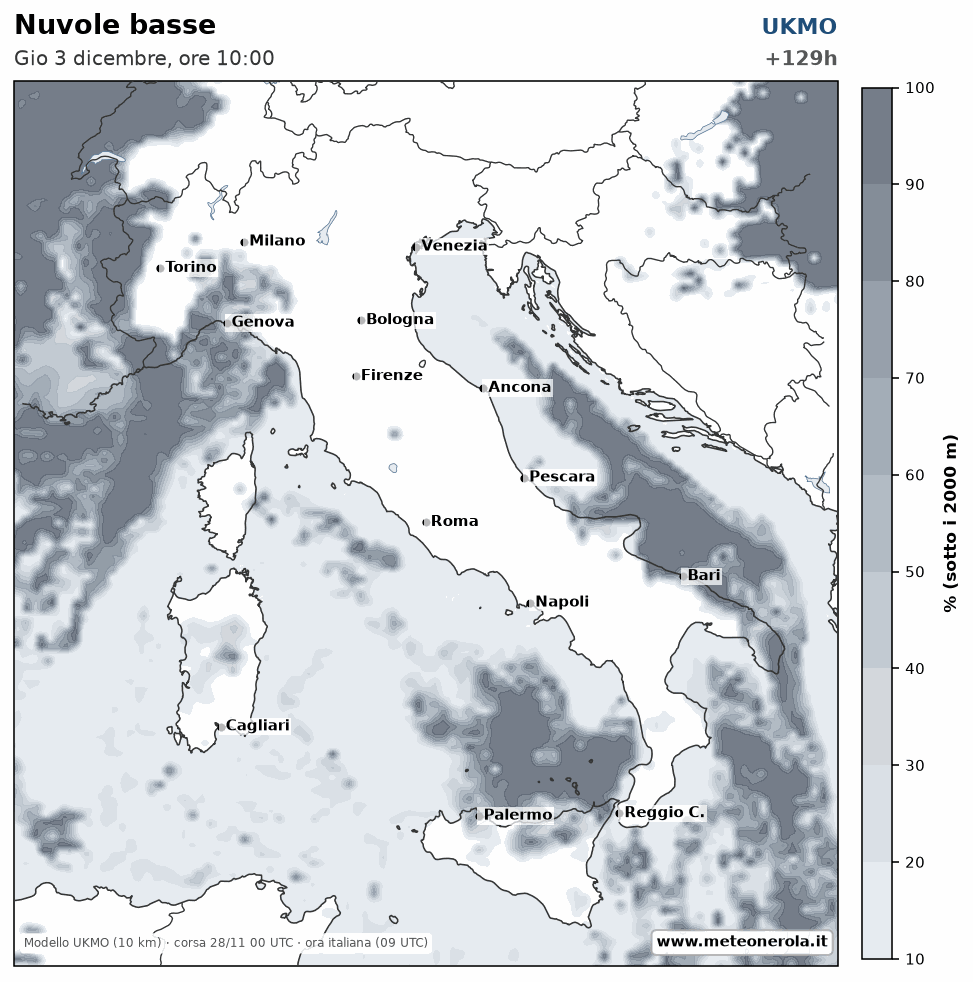 Nuvole basse
UKMO
Gio 3 dicembre, ore 10:00
+129h
Milano
Venezia
Torino
Genova
Bologna
Firenze
Ancona
Pescara
Roma
Bari
Napoli
Cagliari
Palermo
Reggio C.
100
90
80
70
60
50
40
30
20
10
% (sotto i 2000 m)
Modello UKMO (10 km) · corsa 28/11 00 UTC · ora italiana (09 UTC)
www.meteonerola.it